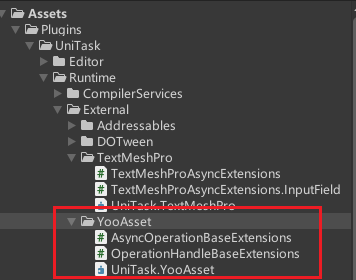 Assets
Plugins
UniTask
Editor
Runtime
CompilerServices
External
Addressables
DOTween
TextMeshPro
TextMeshProAsyncExtensions
TextMeshProAsyncExtensions.InputField
UniTask.TextMeshPro
YooAsset
AsyncOperationBaseExtensions
OperationHandleBaseExtensions
UniTask.YooAsset